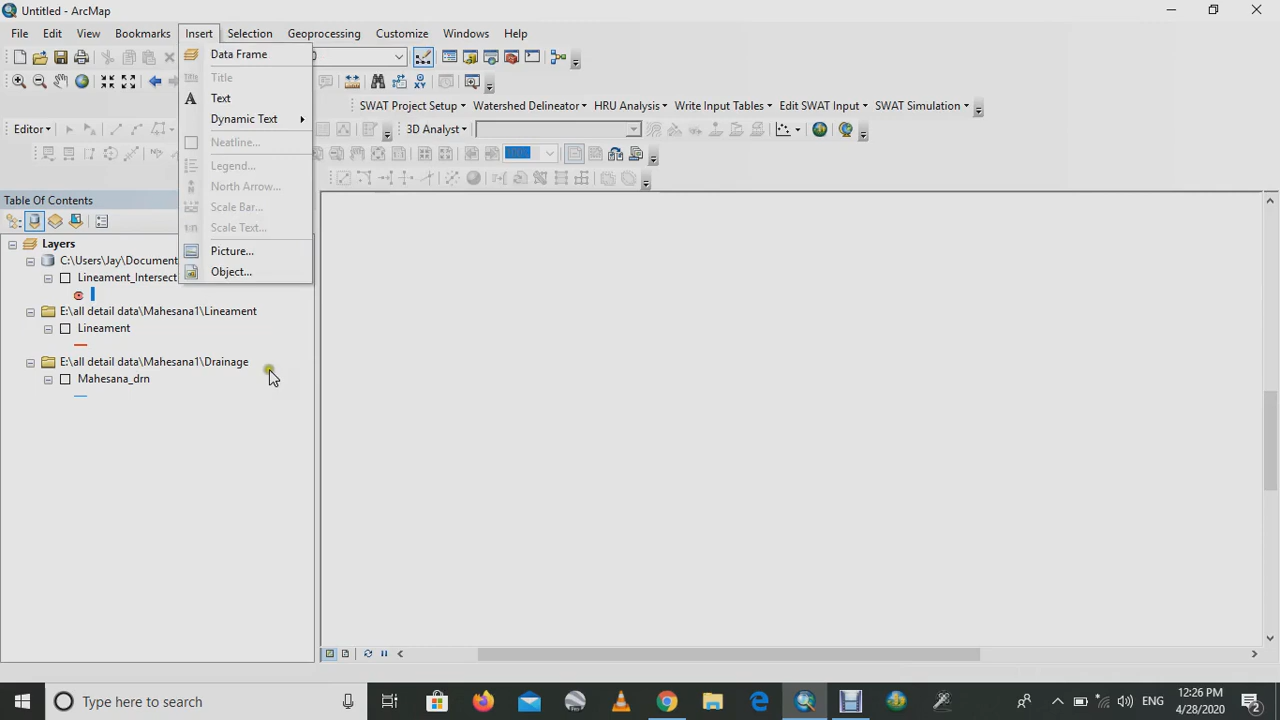 Untitled - ArcMap
File Edit View Bookmarks Insert Selection Geoprocessing Customize Windows Help
Data Frame
Title
Text
SWAT Project Setup Watershed Delineator HRU Analysis Write Input Tables Edit SWAT Input SWAT Simulation
Dynamic Text
Editor 3D Analyst
Neatline...
Legend...
North Arrow...
Table Of Contents
Scale Bar...
Scale Text...
Layers
Picture...
C:\Users\Jay\Document
Object...
Lineament_Intersect
E:\all detail data\Mahesana1\Lineament
Lineament
E:\all detail data\Mahesana1\Drainage
Mahesana_drn
Type here to search
ENG
12:26 PM
4/28/2020
2